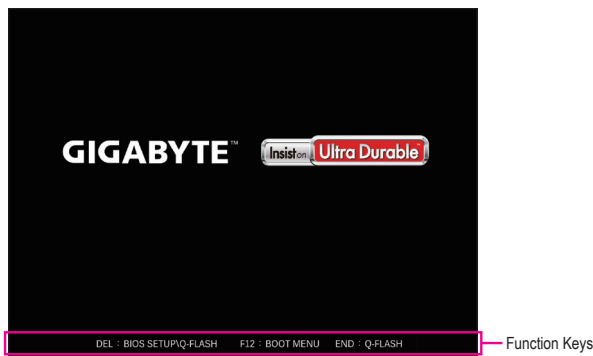 GIGABYTE™ Insist on Ultra Durable™
DEL : BIOS SETUP\Q-FLASH F12 : BOOT MENU END : Q-FLASH
Function Keys